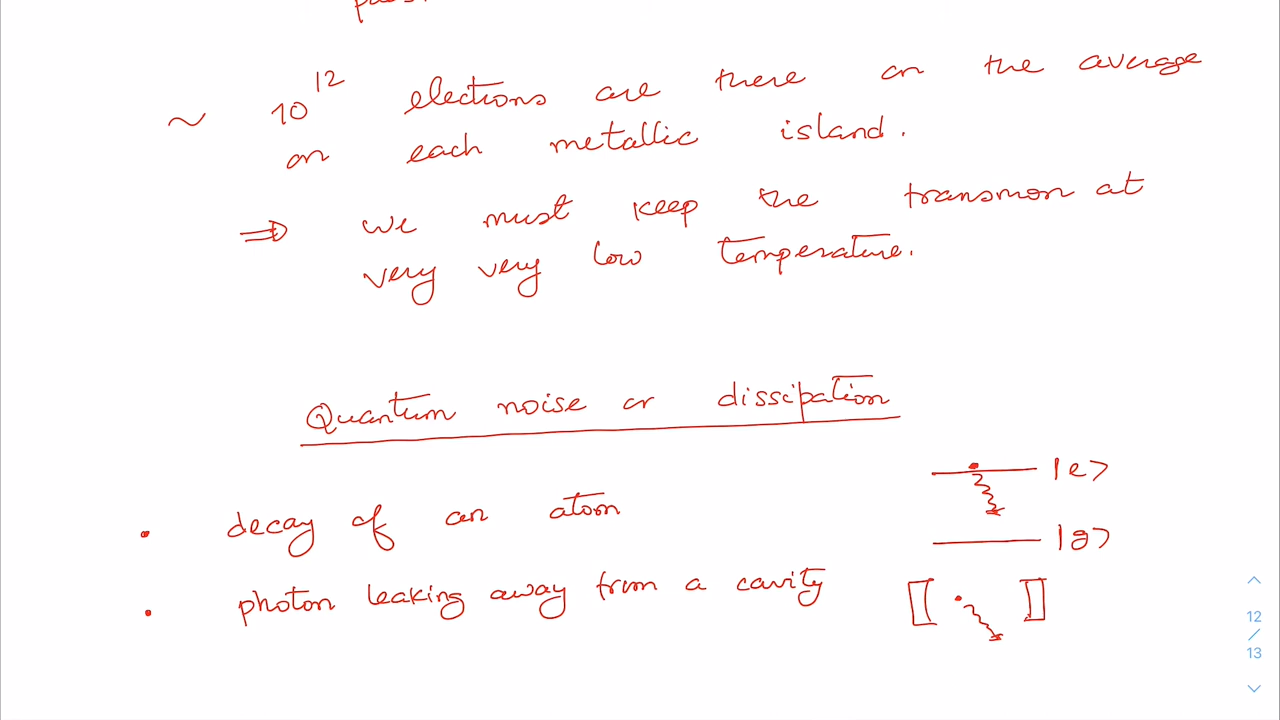 ~ 10^12 electrons are there on the average
on each metallic island.
⇒ we must keep the transmon at
very very low temperature.
Quantum noise or dissipation
• decay of an atom
|e>
|g>
• photon leaking away from a cavity
12
/
13